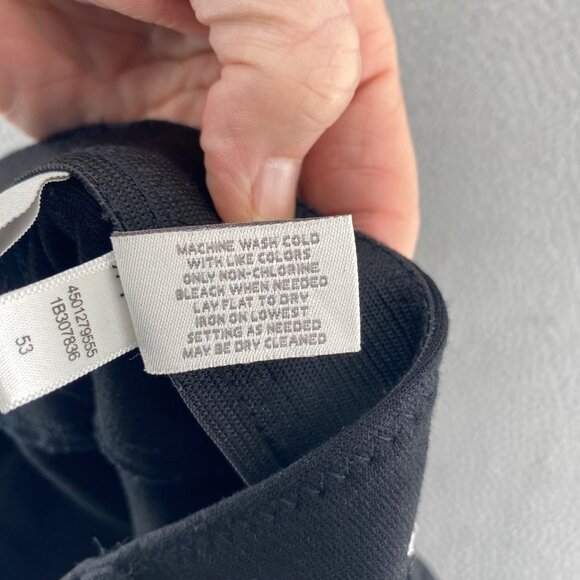 MACHINE WASH COLD
WITH LIKE COLORS
ONLY NON-CHLORINE
BLEACH WHEN NEEDED
LAY FLAT TO DRY
IRON ON LOWEST
SETTING AS NEEDED
MAY BE DRY CLEANED
4501279555
1B307836
53